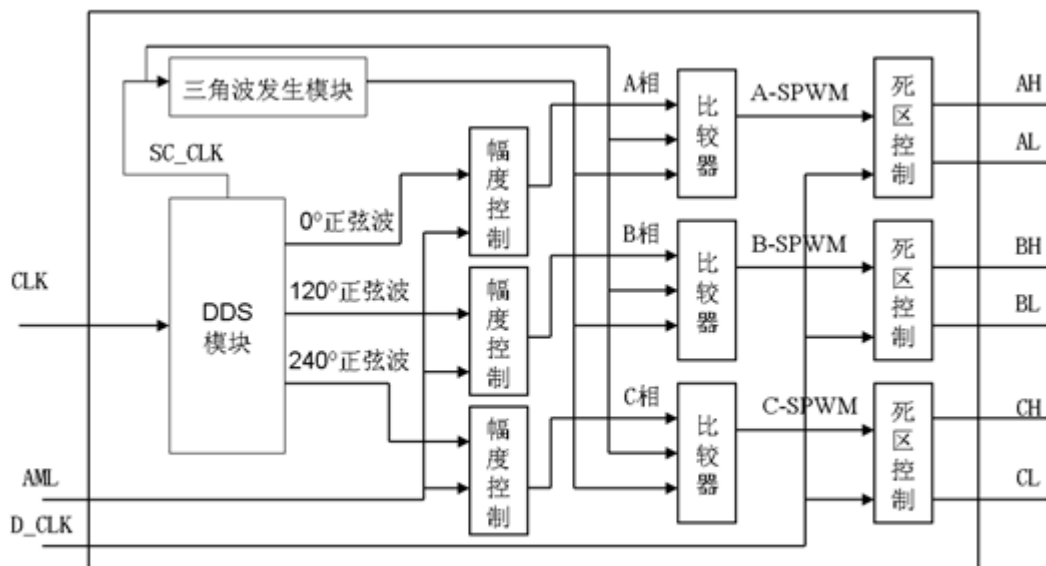 三角波发生模块
SC_CLK
CLK
DDS
模块
0°正弦波
120°正弦波
240°正弦波
AML
D_CLK
幅度控制
幅度控制
幅度控制
A相
B相
C相
比较器
比较器
比较器
A-SPWM
B-SPWM
C-SPWM
死区控制
死区控制
死区控制
AH
AL
BH
BL
CH
CL